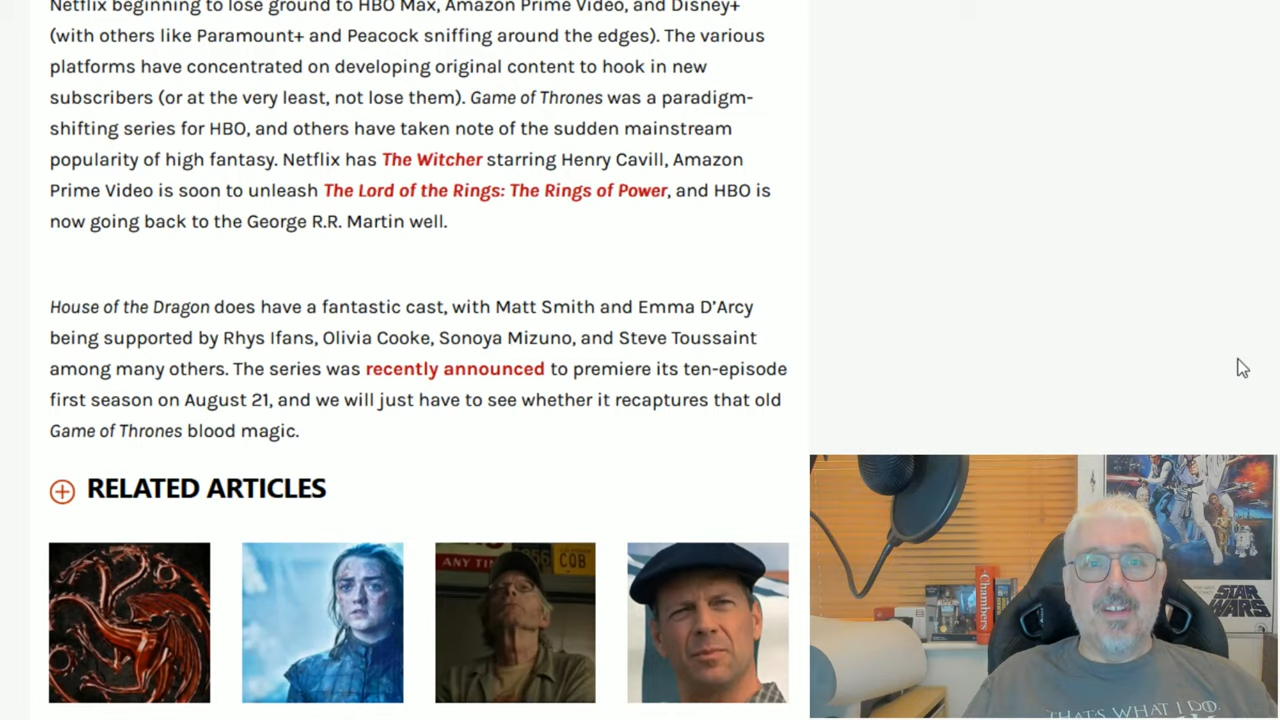 Netflix beginning to lose ground to HBO Max, Amazon Prime Video, and Disney+
(with others like Paramount+ and Peacock sniffing around the edges). The various
platforms have concentrated on developing original content to hook in new
subscribers (or at the very least, not lose them). Game of Thrones was a paradigm-
shifting series for HBO, and others have taken note of the sudden mainstream
popularity of high fantasy. Netflix has The Witcher starring Henry Cavill, Amazon
Prime Video is soon to unleash The Lord of the Rings: The Rings of Power, and HBO is
now going back to the George R.R. Martin well.
House of the Dragon does have a fantastic cast, with Matt Smith and Emma D’Arcy
being supported by Rhys Ifans, Olivia Cooke, Sonoya Mizuno, and Steve Toussaint
among many others. The series was recently announced to premiere its ten-episode
first season on August 21, and we will just have to see whether it recaptures that old
Game of Thrones blood magic.
RELATED ARTICLES
ANY TI
COB
Chambers
STAR
WARS
THAT'S WHAT I DO.